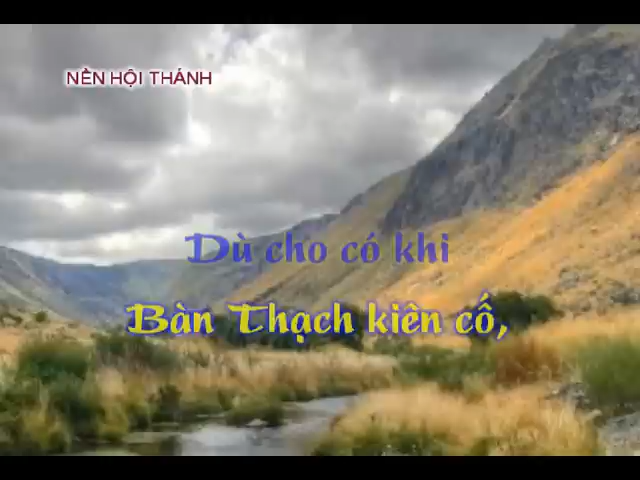 NỀN HỘI THÁNH
Dù cho có khi
Bàn Thạch kiên cố,